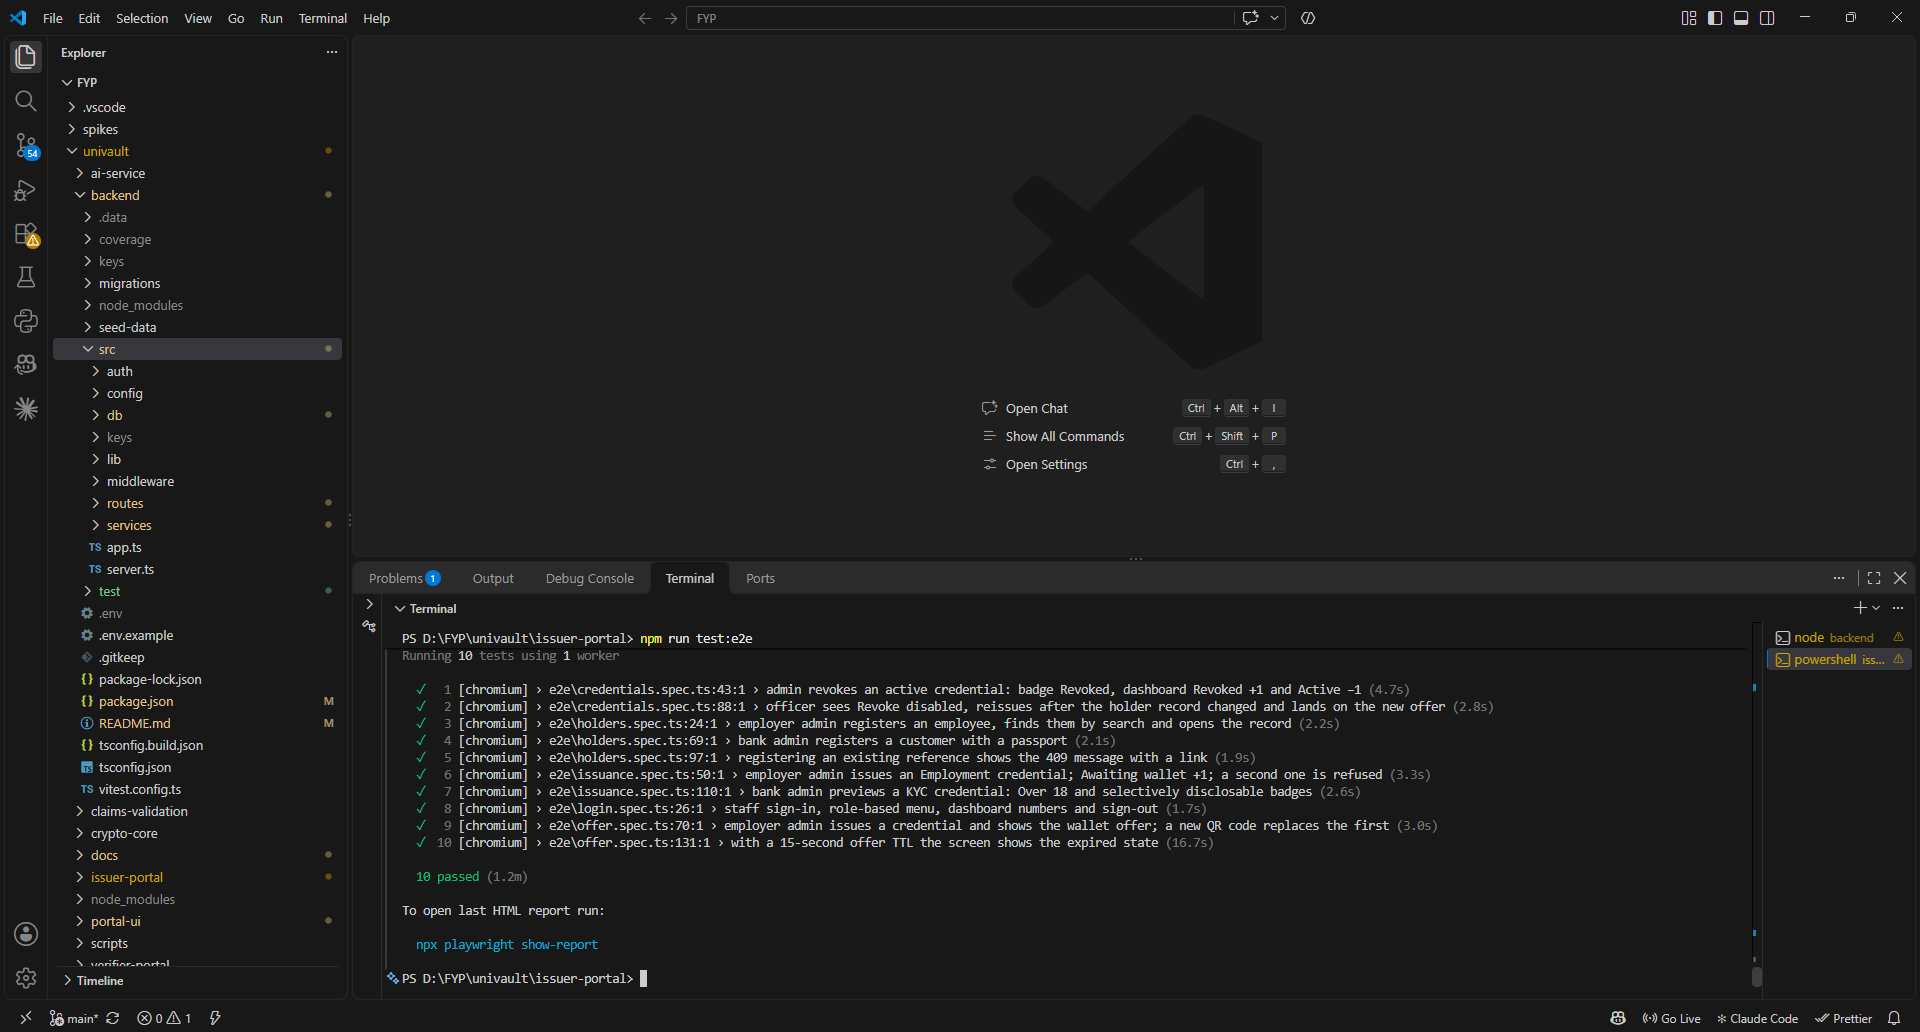 File Edit Selection View Go Run Terminal Help
FYP
Explorer
FYP
.vscode
spikes
54
univault
ai-service
backend
.data
coverage
keys
migrations
node_modules
seed-data
src
auth
config
db
keys
lib
middleware
routes
services
TS app.ts
TS server.ts
test
.env
.env.example
.gitkeep
{} package-lock.json
{} package.json M
README.md M
{} tsconfig.build.json
tsconfig.json
TS vitest.config.ts
claims-validation
crypto-core
docs
issuer-portal
node_modules
portal-ui
scripts
verifier-portal
Timeline
Open Chat Ctrl + Alt + I
Show All Commands Ctrl + Shift + P
Open Settings Ctrl + ,
Problems 1 Output Debug Console Terminal Ports
Terminal
PS D:\FYP\univault\issuer-portal> npm run test:e2e
Running 10 tests using 1 worker
✓ 1 [chromium] › e2e\credentials.spec.ts:43:1 › admin revokes an active credential: badge Revoked, dashboard Revoked +1 and Active −1 (4.7s)
✓ 2 [chromium] › e2e\credentials.spec.ts:88:1 › officer sees Revoke disabled, reissues after the holder record changed and lands on the new offer (2.8s)
✓ 3 [chromium] › e2e\holders.spec.ts:24:1 › employer admin registers an employee, finds them by search and opens the record (2.2s)
✓ 4 [chromium] › e2e\holders.spec.ts:69:1 › bank admin registers a customer with a passport (2.1s)
✓ 5 [chromium] › e2e\holders.spec.ts:97:1 › registering an existing reference shows the 409 message with a link (1.9s)
✓ 6 [chromium] › e2e\issuance.spec.ts:50:1 › employer admin issues an Employment credential; Awaiting wallet +1; a second one is refused (3.3s)
✓ 7 [chromium] › e2e\issuance.spec.ts:110:1 › bank admin previews a KYC credential: Over 18 and selectively disclosable badges (2.6s)
✓ 8 [chromium] › e2e\login.spec.ts:26:1 › staff sign-in, role-based menu, dashboard numbers and sign-out (1.7s)
✓ 9 [chromium] › e2e\offer.spec.ts:70:1 › employer admin issues a credential and shows the wallet offer; a new QR code replaces the first (3.0s)
✓ 10 [chromium] › e2e\offer.spec.ts:131:1 › with a 15-second offer TTL the screen shows the expired state (16.7s)
10 passed (1.2m)
To open last HTML report run:
npx playwright show-report
PS D:\FYP\univault\issuer-portal>
node backend
powershell iss...
main* 0 1
Go Live Claude Code Prettier